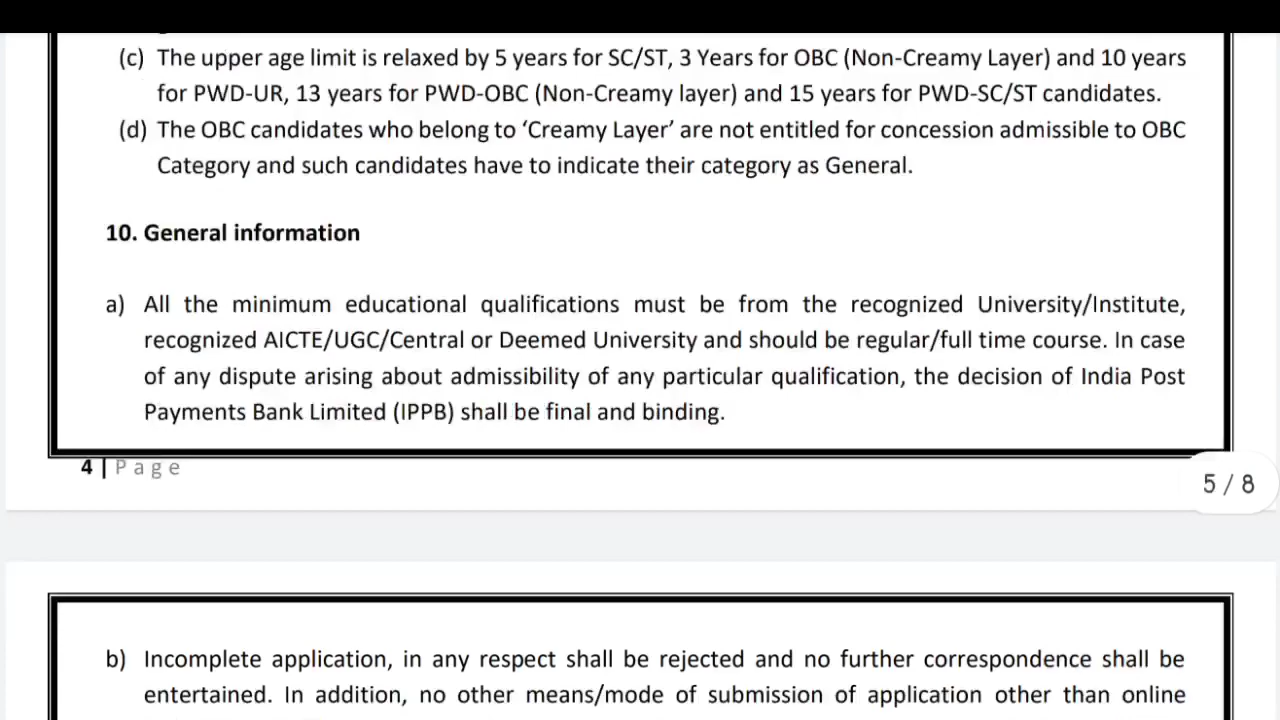 (c) The upper age limit is relaxed by 5 years for SC/ST, 3 Years for OBC (Non-Creamy Layer) and 10 years
for PWD-UR, 13 years for PWD-OBC (Non-Creamy layer) and 15 years for PWD-SC/ST candidates.
(d) The OBC candidates who belong to ‘Creamy Layer’ are not entitled for concession admissible to OBC
Category and such candidates have to indicate their category as General.
10. General information
a) All the minimum educational qualifications must be from the recognized University/Institute,
recognized AICTE/UGC/Central or Deemed University and should be regular/full time course. In case
of any dispute arising about admissibility of any particular qualification, the decision of India Post
Payments Bank Limited (IPPB) shall be final and binding.
4 | Page
5 / 8
b) Incomplete application, in any respect shall be rejected and no further correspondence shall be
entertained. In addition, no other means/mode of submission of application other than online